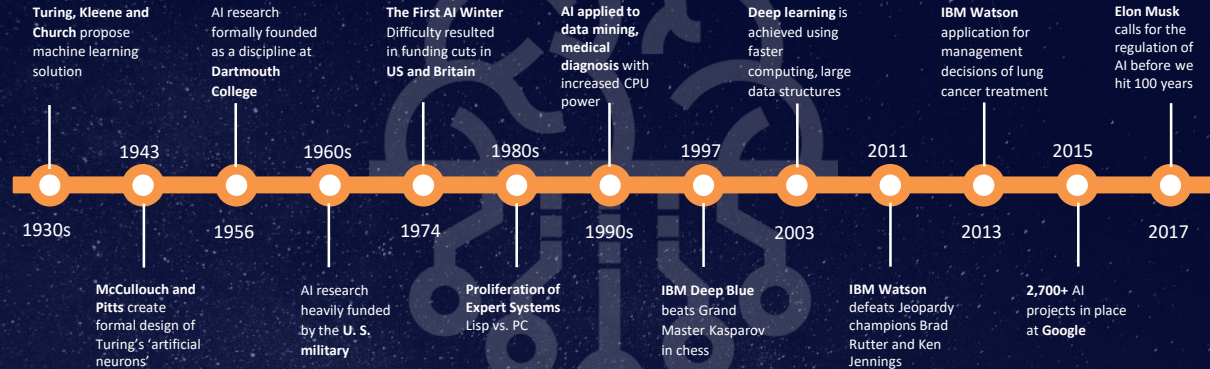 Turing, Kleene and
Church propose
machine learning
solution
1930s
1943
McCullouch and
Pitts create
formal design of
Turing's ‘artificial
neurons’
AI research
formally founded
as a discipline at
Dartmouth
College
1956
1960s
AI research
heavily funded
by the U. S.
military
The First AI Winter
Difficulty resulted
in funding cuts in
US and Britain
1974
1980s
Proliferation of
Expert Systems
Lisp vs. PC
AI applied to
data mining,
medical
diagnosis with
increased CPU
power
1990s
1997
IBM Deep Blue
beats Grand
Master Kasparov
in chess
Deep learning is
achieved using
faster
computing, large
data structures
2003
2011
IBM Watson
defeats Jeopardy
champions Brad
Rutter and Ken
Jennings
IBM Watson
application for
management
decisions of lung
cancer treatment
2013
2015
2,700+ AI
projects in place
at Google
Elon Musk
calls for the
regulation of
AI before we
hit 100 years
2017